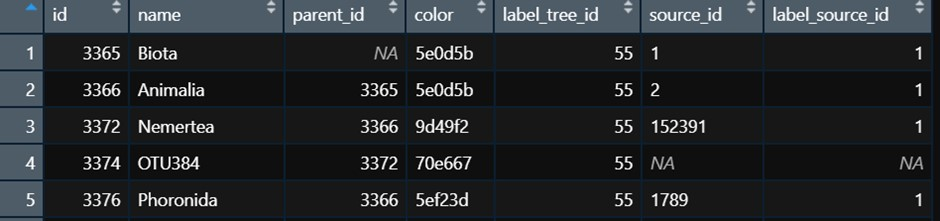 id name parent_id color label_tree_id source_id label_source_id
1 3365 Biota NA 5e0d5b 55 1 1
2 3366 Animalia 3365 5e0d5b 55 2 1
3 3372 Nemertea 3366 9d49f2 55 152391 1
4 3374 OTU384 3372 70e667 55 NA NA
5 3376 Phoronida 3366 5ef23d 55 1789 1